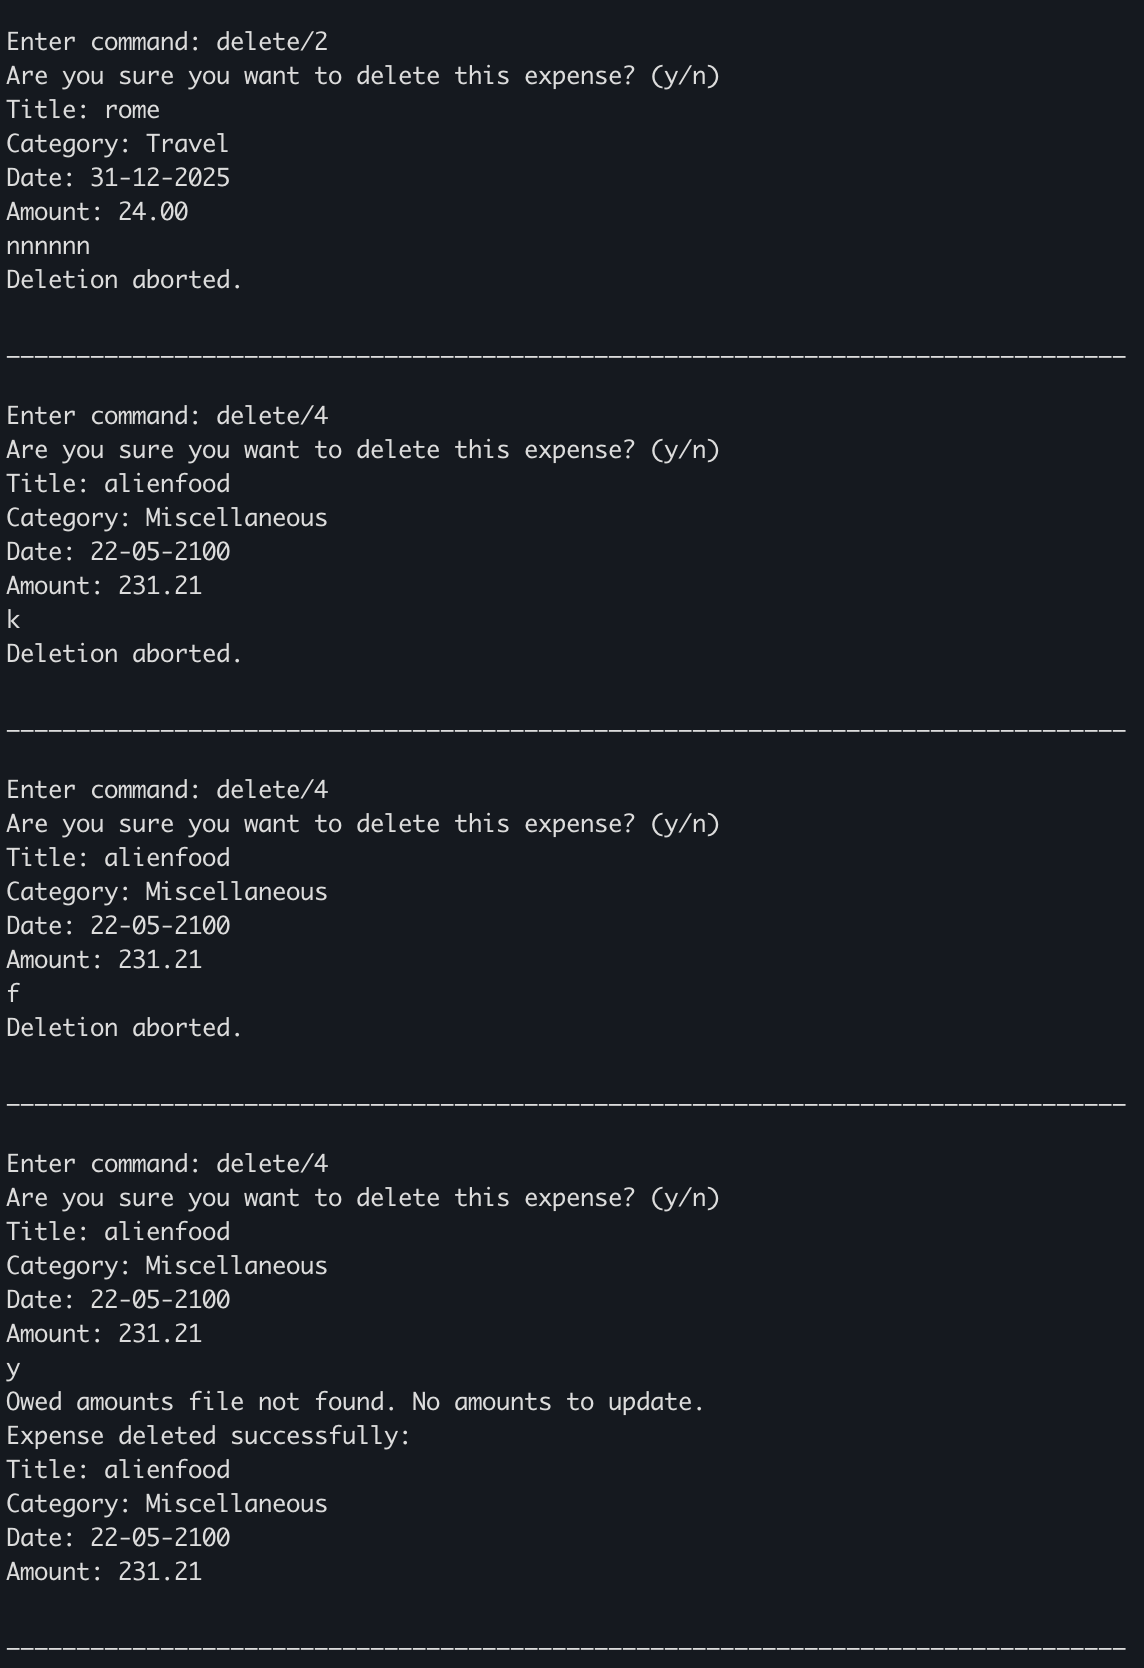 Enter command: delete/2
Are you sure you want to delete this expense? (y/n)
Title: rome
Category: Travel
Date: 31-12-2025
Amount: 24.00
nnnnnn
Deletion aborted.
________________________________________________________________________________
Enter command: delete/4
Are you sure you want to delete this expense? (y/n)
Title: alienfood
Category: Miscellaneous
Date: 22-05-2100
Amount: 231.21
k
Deletion aborted.
________________________________________________________________________________
Enter command: delete/4
Are you sure you want to delete this expense? (y/n)
Title: alienfood
Category: Miscellaneous
Date: 22-05-2100
Amount: 231.21
f
Deletion aborted.
________________________________________________________________________________
Enter command: delete/4
Are you sure you want to delete this expense? (y/n)
Title: alienfood
Category: Miscellaneous
Date: 22-05-2100
Amount: 231.21
y
Owed amounts file not found. No amounts to update.
Expense deleted successfully:
Title: alienfood
Category: Miscellaneous
Date: 22-05-2100
Amount: 231.21
________________________________________________________________________________